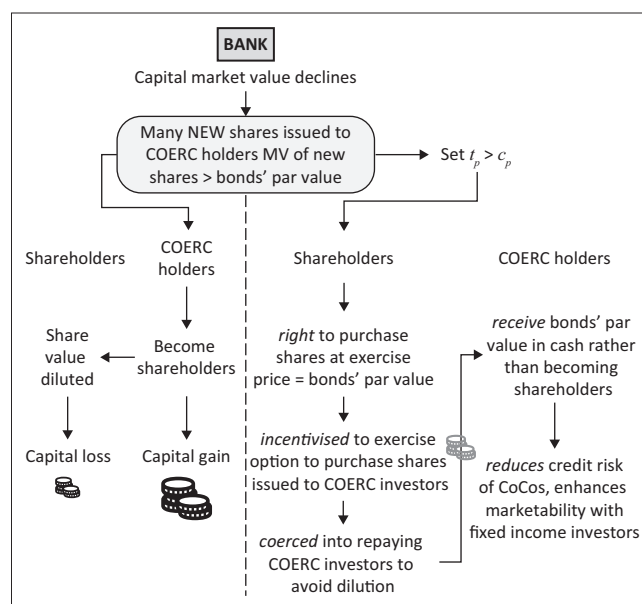 BANK
Capital market value declines
Many NEW shares issued to
COERC holders MV of new
shares > bonds' par value
Set tp > cp
Shareholders
COERC
holders
Shareholders
COERC holders
Share
value
diluted
Become
shareholders
right to purchase
shares at exercise
price = bonds' par value
receive bonds' par
value in cash rather
than becoming
shareholders
Capital loss
Capital gain
incentivised to exercise
option to purchase shares
issued to COERC investors
reduces credit risk
of CoCos, enhances
marketability with
fixed income investors
coerced into repaying
COERC investors to
avoid dilution